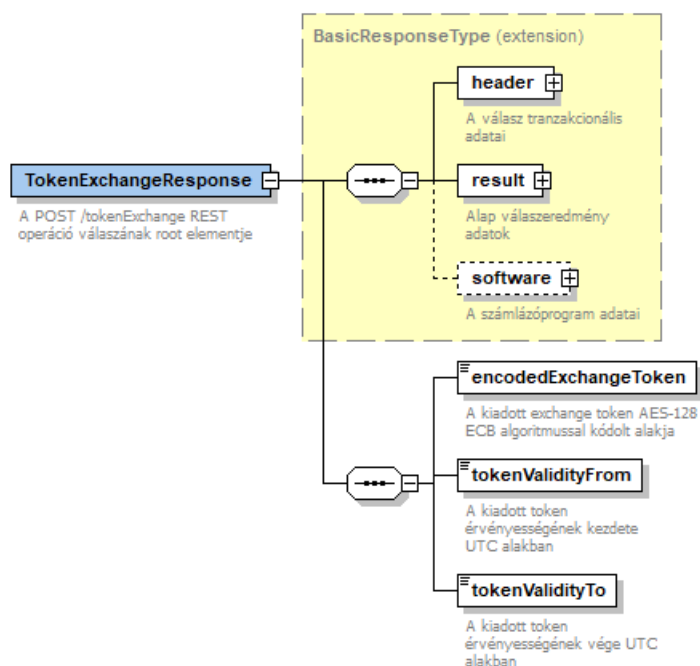 BasicResponseType (extension)
header
A válasz tranzakcionális
adatai
TokenExchangeResponse
A POST /tokenExchange REST
operáció válaszának root elementje
result
Alap válaszeredmény
adatok
software
A számlázóprogram adatai
encodedExchangeToken
A kiadott exchange token AES-128
ECB algoritmussal kódolt alakja
tokenValidityFrom
A kiadott token
érvényességének kezdete
UTC alakban
tokenValidityTo
A kiadott token
érvényességének vége UTC
alakban